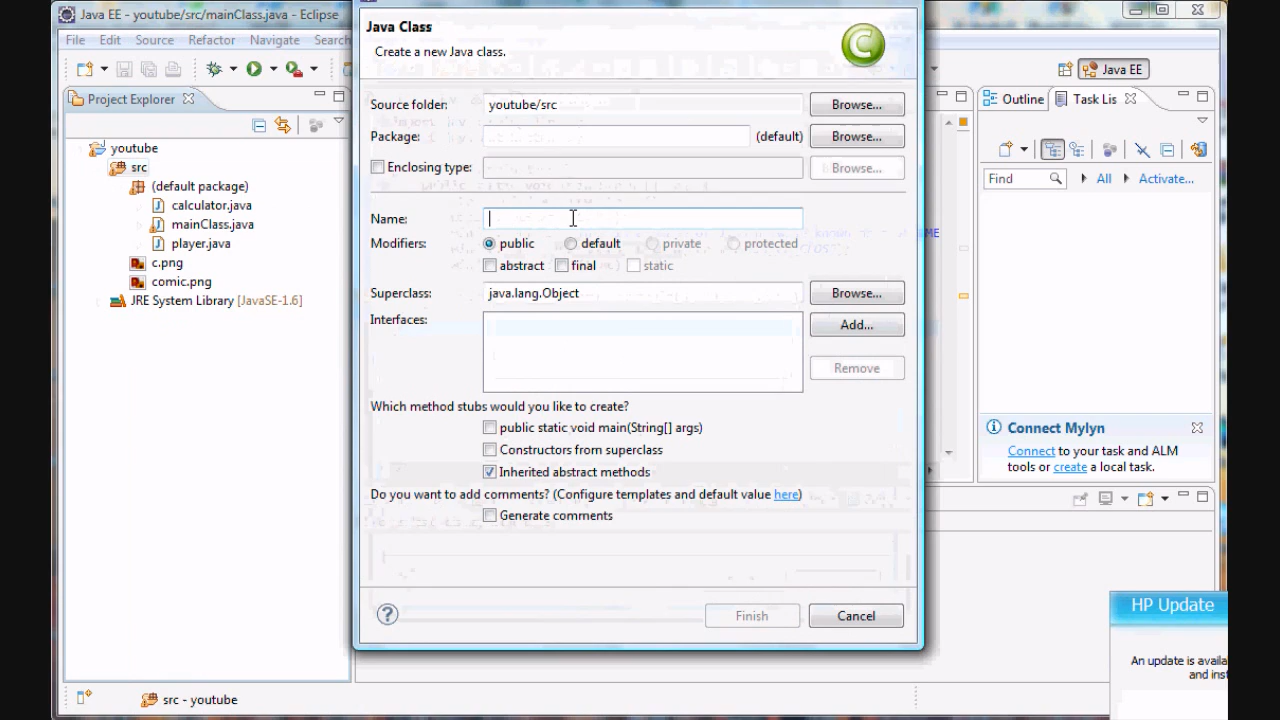 Java EE - youtube/src/mainClass.java - Eclipse
File Edit Source Refactor Navigate Search
Java EE
Project Explorer
youtube
src
(default package)
calculator.java
mainClass.java
player.java
c.png
comic.png
JRE System Library [JavaSE-1.6]
src - youtube
Java Class
Create a new Java class.
Source folder: youtube/src Browse...
Package: (default) Browse...
Enclosing type: Browse...
Name:
Modifiers: public default private protected
abstract final static
Superclass: java.lang.Object Browse...
Interfaces: Add...
Remove
Which method stubs would you like to create?
public static void main(String[] args)
Constructors from superclass
Inherited abstract methods
Do you want to add comments? (Configure templates and default value here)
Generate comments
Finish Cancel
Outline Task Lis
Find All Activate...
Connect Mylyn
Connect to your task and ALM
tools or create a local task.
HP Update
An update is
and